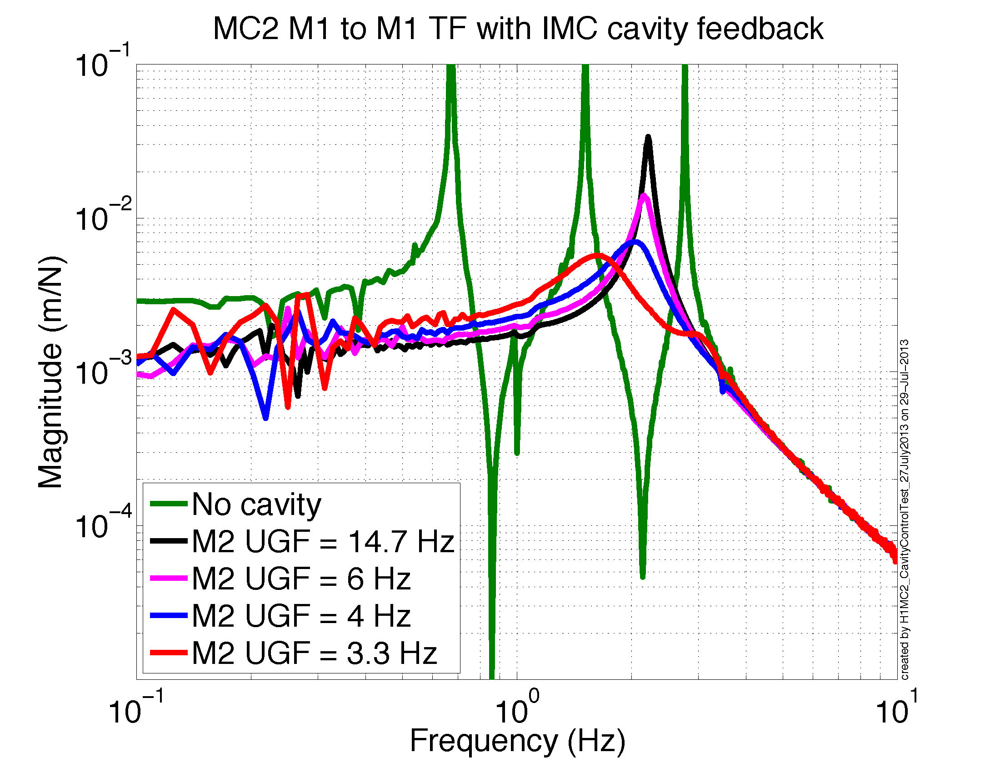 MC2 M1 to M1 TF with IMC cavity feedback
10^−1
10^−2
10^−3
10^−4
Magnitude (m/N)
No cavity
M2 UGF = 14.7 Hz
M2 UGF = 6 Hz
M2 UGF = 4 Hz
M2 UGF = 3.3 Hz
10^−1
10^0
10^1
Frequency (Hz)
created by H1MC2_CavityControlTest_27July2013 on 29−Jul−2013